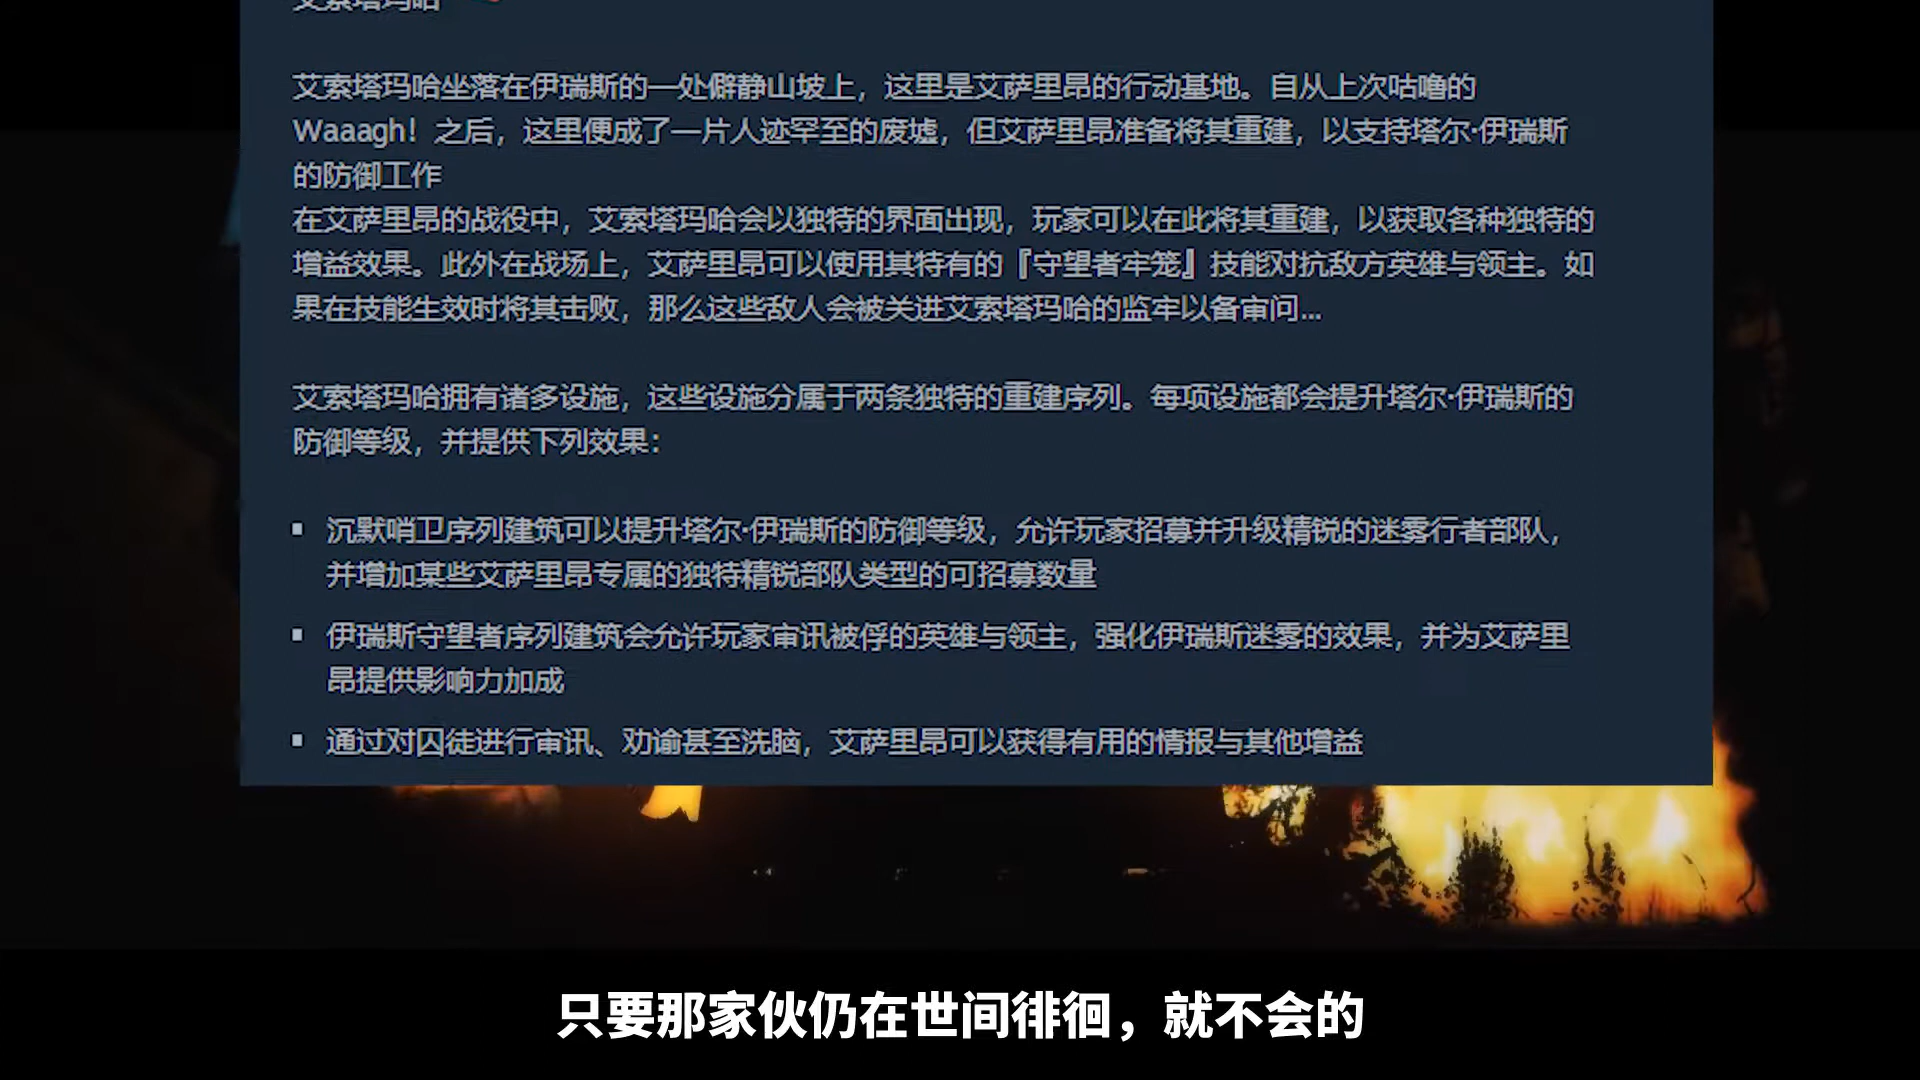 艾索塔玛哈
艾索塔玛哈坐落在伊瑞斯的一处僻静山坡上，这里是艾萨里昂的行动基地。自从上次咕噜的
Waaagh！之后，这里便成了一片人迹罕至的废墟，但艾萨里昂准备将其重建，以支持塔尔·伊瑞斯
的防御工作
在艾萨里昂的战役中，艾索塔玛哈会以独特的界面出现，玩家可以在此将其重建，以获取各种独特的
增益效果。此外在战场上，艾萨里昂可以使用其特有的『守望者牢笼』技能对抗敌方英雄与领主。如
果在技能生效时将其击败，那么这些敌人会被关进艾索塔玛哈的监牢以备审问...
艾索塔玛哈拥有诸多设施，这些设施分属于两条独特的重建序列。每项设施都会提升塔尔·伊瑞斯的
防御等级，并提供下列效果：
▪ 沉默哨卫序列建筑可以提升塔尔·伊瑞斯的防御等级，允许玩家招募并升级精锐的迷雾行者部队，
并增加某些艾萨里昂专属的独特精锐部队类型的可招募数量
▪ 伊瑞斯守望者序列建筑会允许玩家审讯被俘的英雄与领主，强化伊瑞斯迷雾的效果，并为艾萨里
昂提供影响力加成
▪ 通过对囚徒进行审讯、劝谕甚至洗脑，艾萨里昂可以获得有用的情报与其他增益
只要那家伙仍在世间徘徊，就不会的